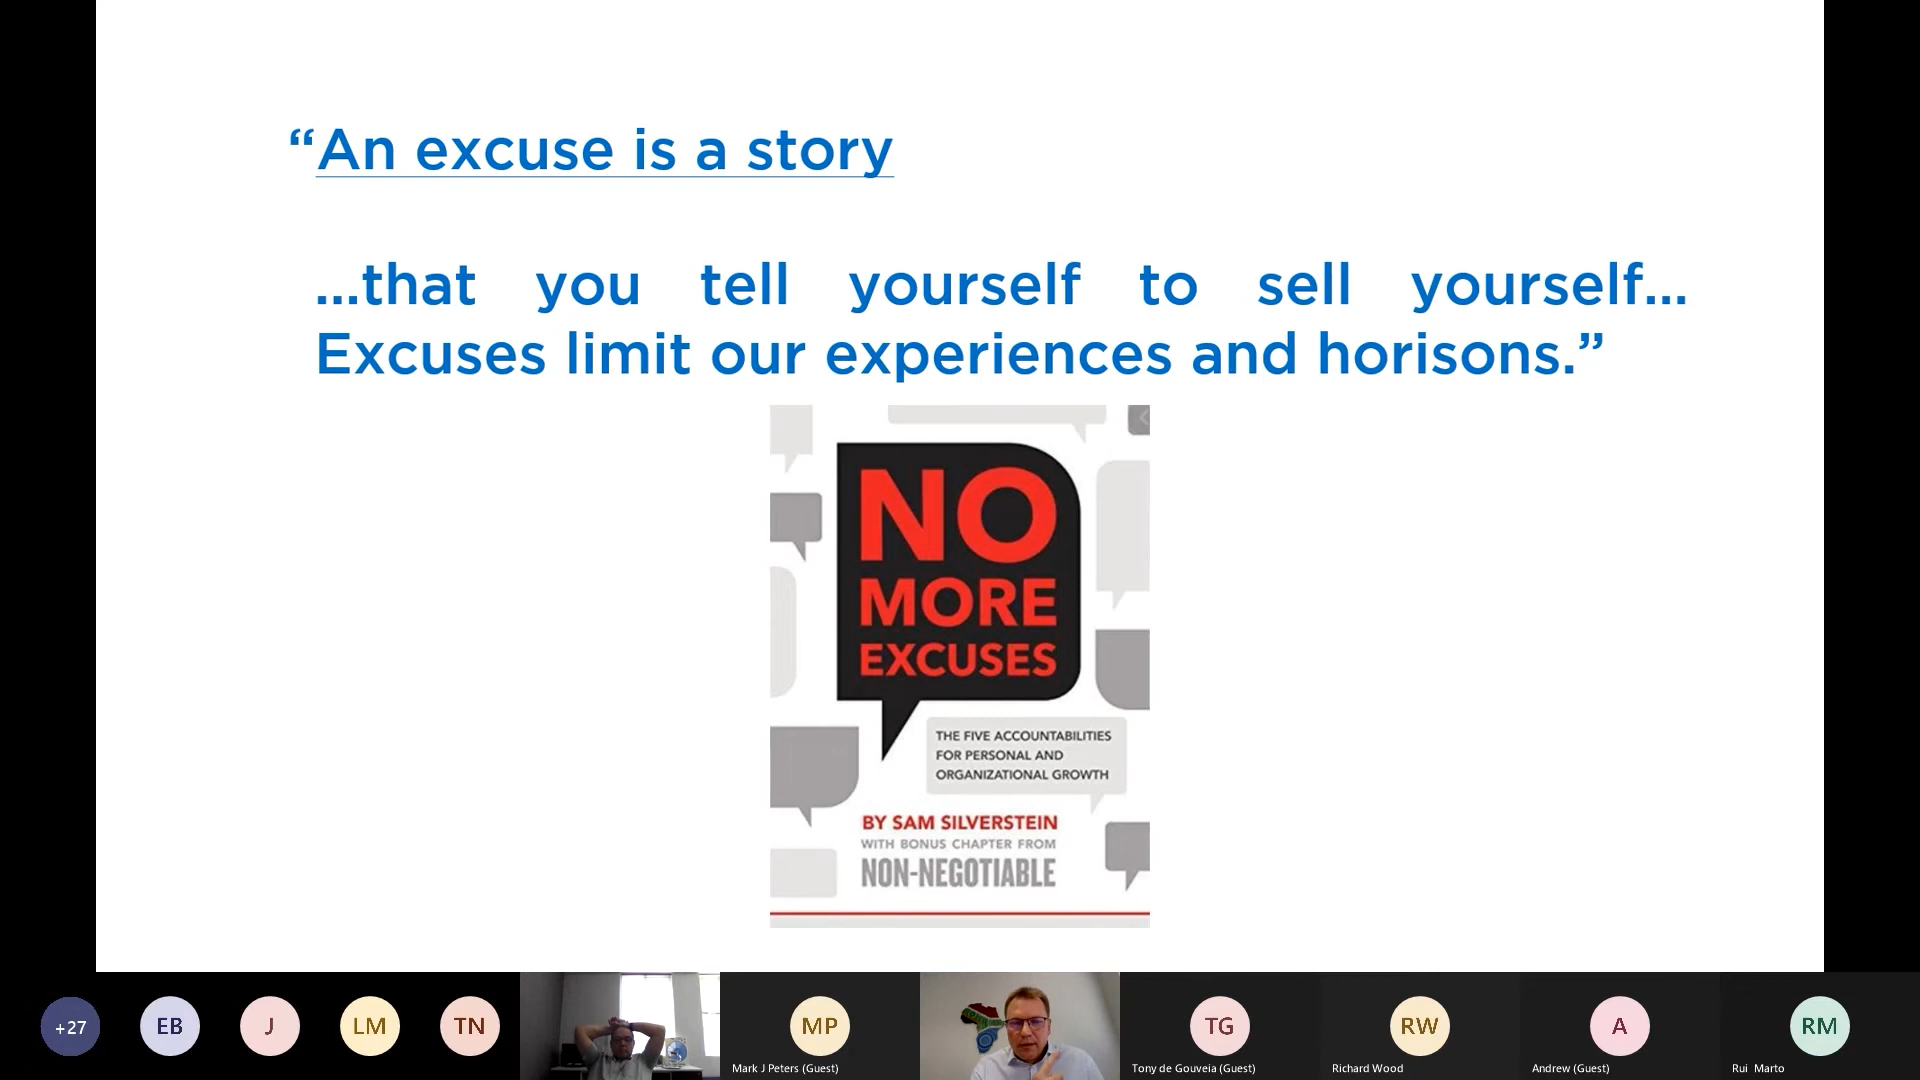 “An excuse is a story
...that you tell yourself to sell yourself...
Excuses limit our experiences and horisons.”
NO
MORE
EXCUSES
THE FIVE ACCOUNTABILITIES
FOR PERSONAL AND
ORGANIZATIONAL GROWTH
BY SAM SILVERSTEIN
WITH BONUS CHAPTER FROM
NON-NEGOTIABLE
+27
EB
J
LM
TN
MP
TG
RW
A
RM
Mark J Peters (Guest)
Tony de Gouveia (Guest)
Richard Wood
Andrew (Guest)
Rui Marto